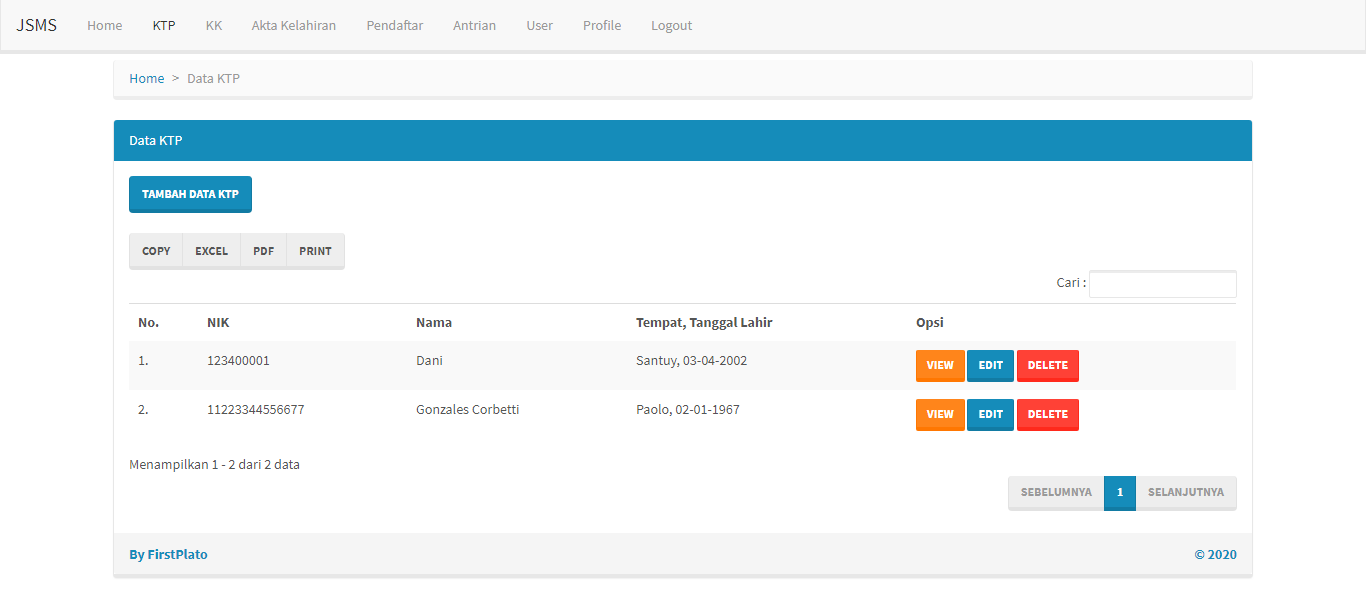 JSMS Home KTP KK Akta Kelahiran Pendaftar Antrian User Profile Logout
Home > Data KTP
Data KTP
TAMBAH DATA KTP
COPY EXCEL PDF PRINT
Cari :
No. NIK Nama Tempat, Tanggal Lahir Opsi
1. 123400001 Dani Santuy, 03-04-2002 VIEW EDIT DELETE
2. 11223344556677 Gonzales Corbetti Paolo, 02-01-1967 VIEW EDIT DELETE
Menampilkan 1 - 2 dari 2 data
SEBELUMNYA 1 SELANJUTNYA
By FirstPlato © 2020